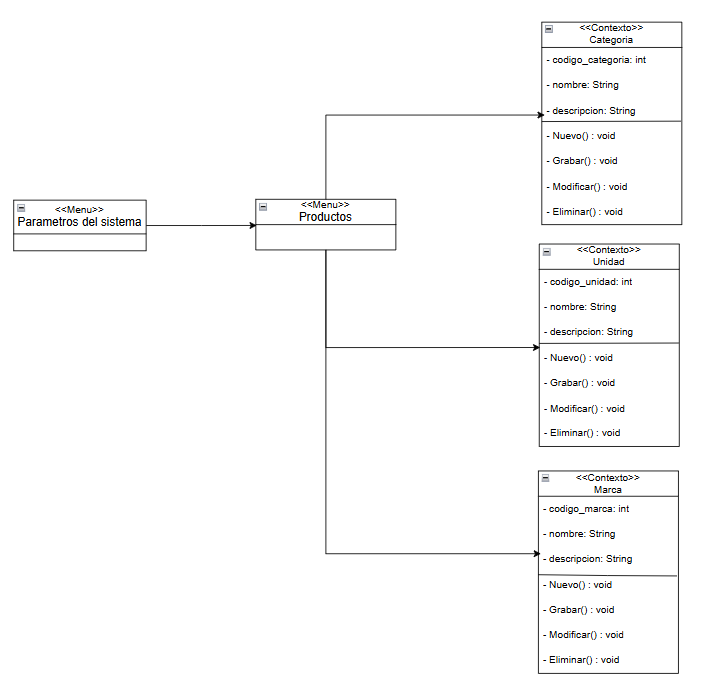 <<Menu>>
Parametros del sistema
<<Menu>>
Productos
<<Contexto>>
Categoria
- codigo_categoria: int
- nombre: String
- descripcion: String
- Nuevo() : void
- Grabar() : void
- Modificar() : void
- Eliminar() : void
<<Contexto>>
Unidad
- codigo_unidad: int
- nombre: String
- descripcion: String
- Nuevo() : void
- Grabar() : void
- Modificar() : void
- Eliminar() : void
<<Contexto>>
Marca
- codigo_marca: int
- nombre: String
- descripcion: String
- Nuevo() : void
- Grabar() : void
- Modificar() : void
- Eliminar() : void